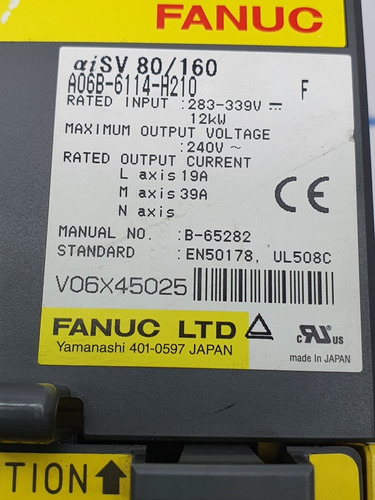 FANUC
αiSV 80/160
A06B-6114-H210 F
RATED INPUT :283-339V ⎓
12kW
MAXIMUM OUTPUT VOLTAGE
:240V ~
RATED OUTPUT CURRENT
L axis 19A
M axis 39A
N axis
CE
MANUAL NO. :B-65282
STANDARD :EN50178, UL508C
V06X45025
FANUC LTD
Yamanashi 401-0597 JAPAN
c RU US
made in JAPAN
TION